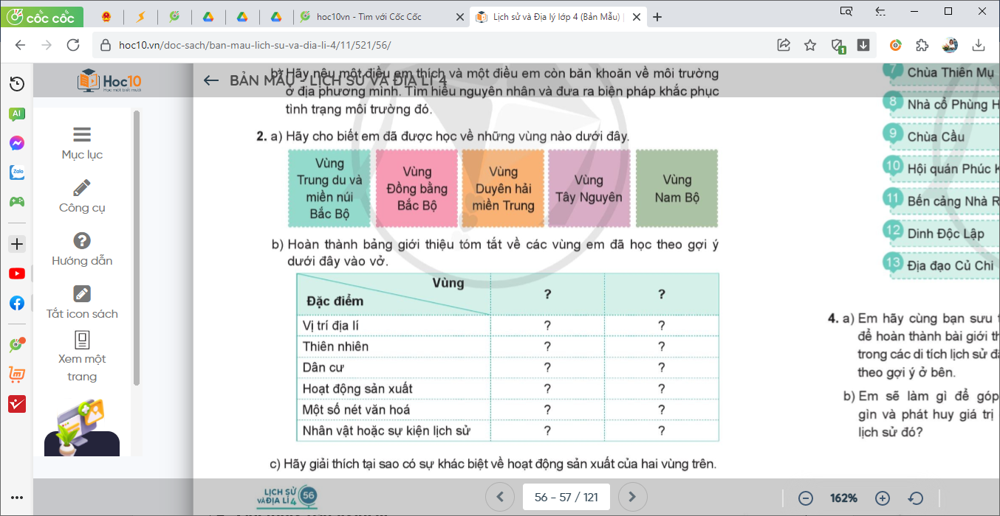 cốc cốc
hoc10vn - Tìm với Cốc Cốc
Lịch sử và Địa lý lớp 4 (Bản Mẫu) |
hoc10.vn/doc-sach/ban-mau-lich-su-va-dia-li-4/11/521/56/
1
Hoc10
Học một biết mười
BẢN MẪU - LỊCH SỬ VÀ ĐỊA LÍ 4
AI
Zalo
Mục lục
Công cụ
Hướng dẫn
Tắt icon sách
Xem một
trang
b) Hãy nêu một điều em thích và một điều em còn băn khoăn về môi trường
ở địa phương mình. Tìm hiểu nguyên nhân và đưa ra biện pháp khắc phục
tình trạng môi trường đó.
2. a) Hãy cho biết em đã được học về những vùng nào dưới đây.
Vùng
Trung du và
miền núi
Bắc Bộ
Vùng
Đồng bằng
Bắc Bộ
Vùng
Duyên hải
miền Trung
Vùng
Tây Nguyên
Vùng
Nam Bộ
b) Hoàn thành bảng giới thiệu tóm tắt về các vùng em đã học theo gợi ý
dưới đây vào vở.
Vùng
Đặc điểm
? ?
Vị trí địa lí ? ?
Thiên nhiên ? ?
Dân cư ? ?
Hoạt động sản xuất ? ?
Một số nét văn hoá ? ?
Nhân vật hoặc sự kiện lịch sử ? ?
c) Hãy giải thích tại sao có sự khác biệt về hoạt động sản xuất của hai vùng trên.
7 Chùa Thiên Mụ
8 Nhà cổ Phùng H
9 Chùa Cầu
10 Hội quán Phúc K
11 Bến cảng Nhà R
12 Dinh Độc Lập
13 Địa đạo Củ Chi
4. a) Em hãy cùng bạn sưu t
để hoàn thành bài giới th
trong các di tích lịch sử đ
theo gợi ý ở bên.
b) Em sẽ làm gì để góp
gìn và phát huy giá trị
lịch sử đó?
LỊCH SỬ
VÀ ĐỊA LÍ 4
56
56 - 57 / 121
162%